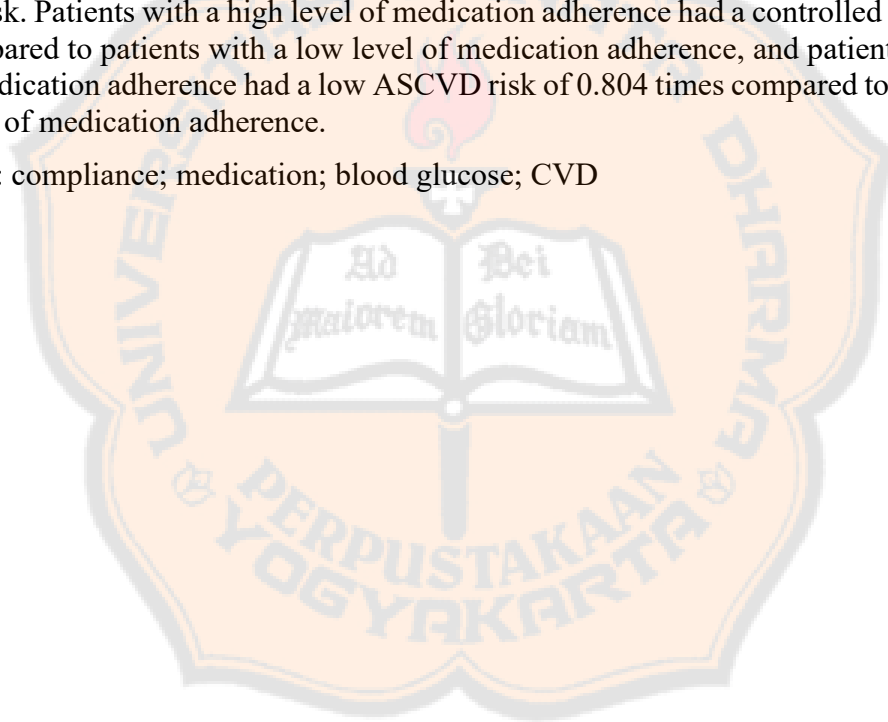 sk. Patients with a high level of medication adherence had a controlled
pared to patients with a low level of medication adherence, and patient
dication adherence had a low ASCVD risk of 0.804 times compared to
of medication adherence.
: compliance; medication; blood glucose; CVD
Ad Dei
Maiorem Gloriam
DHARMA
PERPUSTAKAAN
YOGYAKARTA